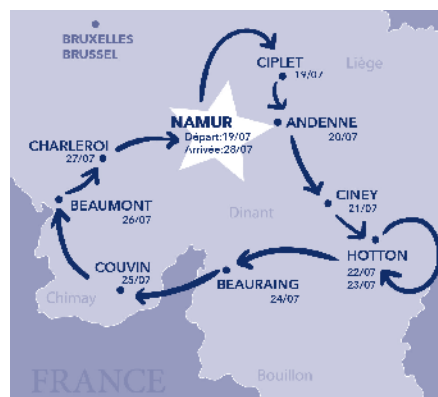 BRUXELLES
BRUSSEL
CIPLET
19/07
Liège
NAMUR
Départ:19/07
Arrivée:28/07
ANDENNE
20/07
CHARLEROI
27/07
CINEY
21/07
BEAUMONT
26/07
Dinant
HOTTON
22/07
23/07
COUVIN
25/07
BEAURAING
24/07
Chimay
FRANCE
Bouillon